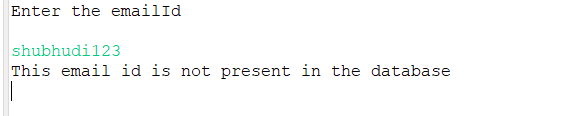 Enter the emailId
shubhudi123
This email id is not present in the database